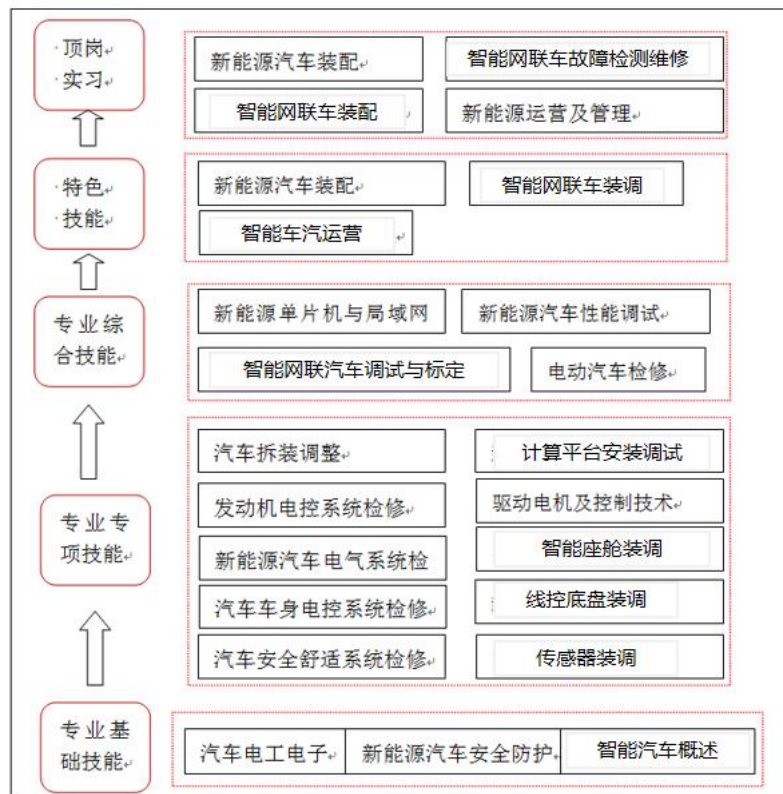 ·顶岗
·实习
新能源汽车装配
智能网联车故障检测维修
智能网联车装配
新能源运营及管理
·特色
·技能
新能源汽车装配
智能网联车装调
智能车汽运营
专业综
合技能
新能源单片机与局域网
新能源汽车性能调试
智能网联汽车调试与标定
电动汽车检修
专业专
项技能
汽车拆装调整
计算平台安装调试
发动机电控系统检修
驱动电机及控制技术
新能源汽车电气系统检
智能座舱装调
汽车车身电控系统检修
线控底盘装调
汽车安全舒适系统检修
传感器装调
专业基
础技能
汽车电工电子
新能源汽车安全防护
智能汽车概述